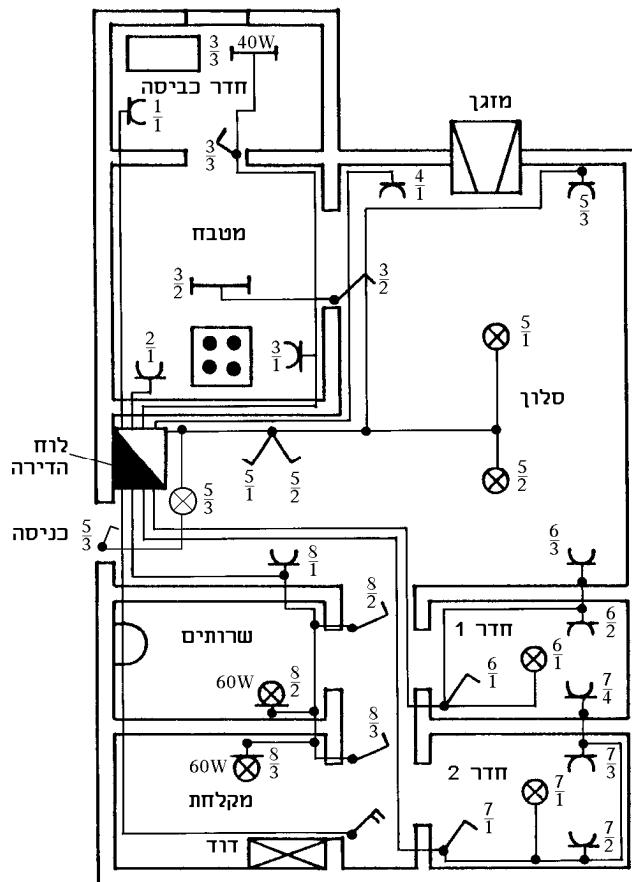 3/3
40W
חדר כביסה
1/1
3/3
מזגן
4/1
5/3
מטבח
3/2
3/2
2/1
3/1
5/1
סלון
לוח
הדירה
5/1
5/2
5/2
5/3
כניסה
5/3
8/1
6/3
8/2
שרותים
חדר 1
6/2
6/1
6/1
60W
8/2
7/4
8/3
60W
8/3
מקלחת
חדר 2
7/3
7/1
7/1
7/2
דוד